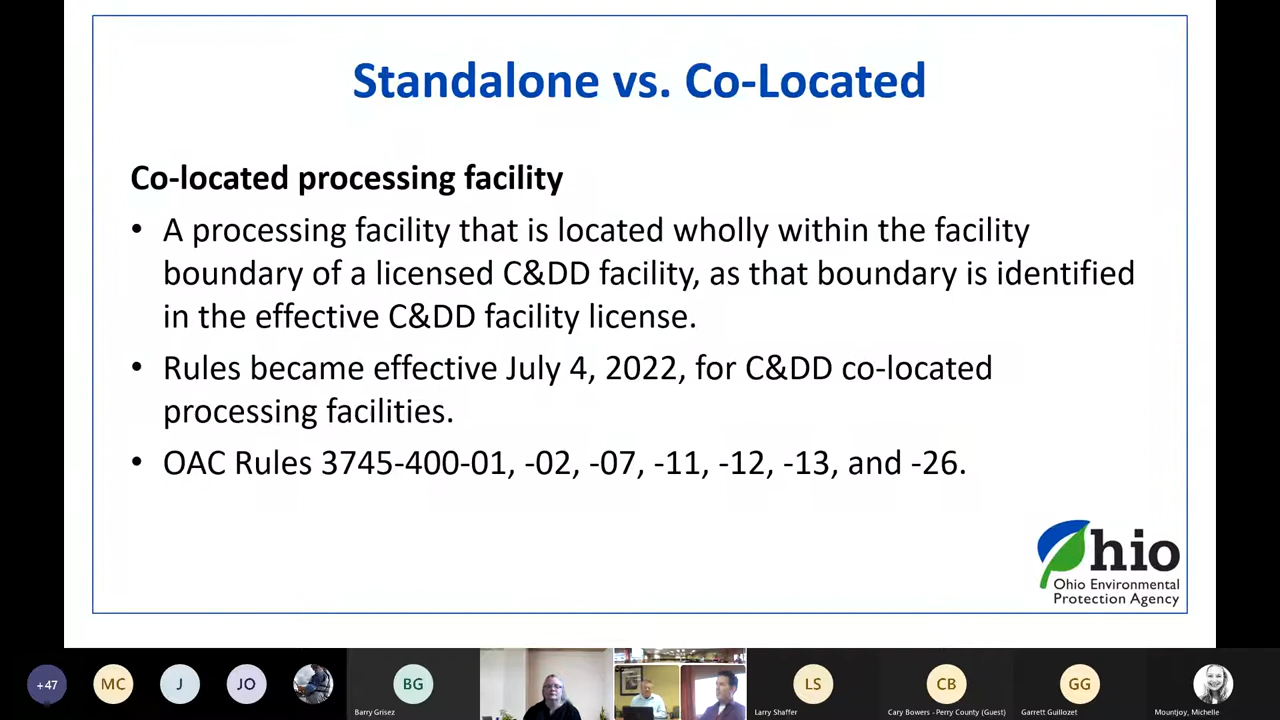 Standalone vs. Co-Located
Co-located processing facility
• A processing facility that is located wholly within the facility
boundary of a licensed C&DD facility, as that boundary is identified
in the effective C&DD facility license.
• Rules became effective July 4, 2022, for C&DD co-located
processing facilities.
• OAC Rules 3745-400-01, -02, -07, -11, -12, -13, and -26.
Ohio
Ohio Environmental
Protection Agency
+47
MC
J
JO
BG
Barry Grisez
LS
Larry Shaffer
CB
Cary Bowers - Perry County (Guest)
GG
Garrett Guillozet
Mountjoy, Michelle